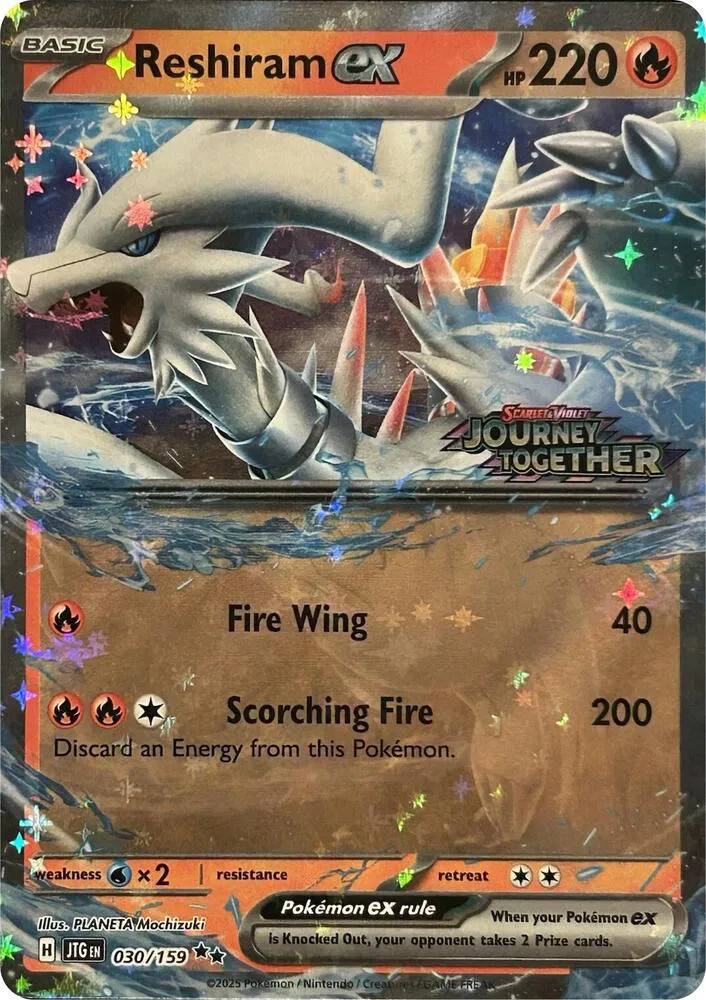 BASIC
Reshiram ex
HP 220
SCARLET & VIOLET
JOURNEY
TOGETHER
Fire Wing 40
Scorching Fire 200
Discard an Energy from this Pokémon.
weakness ×2 resistance retreat
Illus. PLANETA Mochizuki
Pokémon ex rule
When your Pokémon ex
is Knocked Out, your opponent takes 2 Prize cards.
H JTG EN 030/159 ★★
©2025 Pokémon / Nintendo / Creatures / GAME FREAK